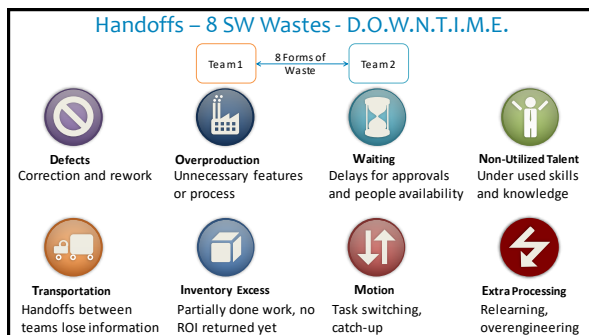 Handoffs – 8 SW Wastes - D.O.W.N.T.I.M.E.
Team 1
8 Forms of
Waste
Team 2
Defects
Correction and rework
Overproduction
Unnecessary features
or process
Waiting
Delays for approvals
and people availability
Non-Utilized Talent
Under used skills
and knowledge
Transportation
Handoffs between
teams lose information
Inventory Excess
Partially done work, no
ROI returned yet
Motion
Task switching,
catch-up
Extra Processing
Relearning,
overengineering